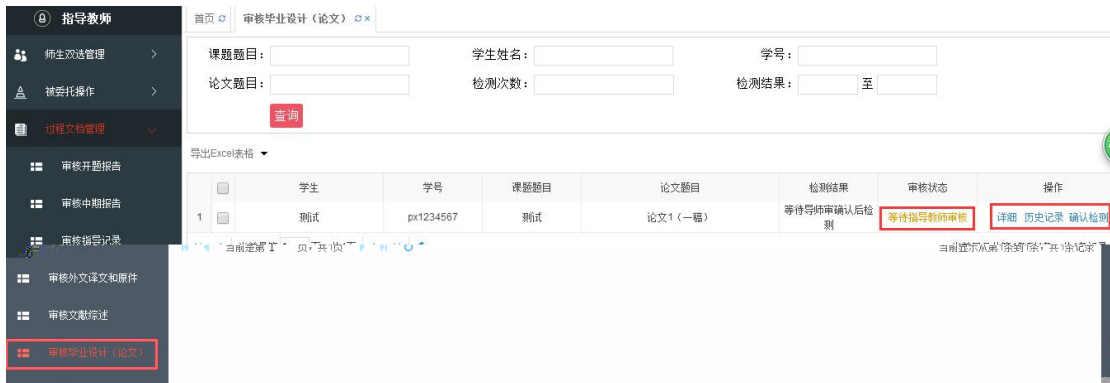 指导教师
首页 审核毕业设计（论文）
师生双选管理
被委托操作
过程文档管理
审核开题报告
审核中期报告
审核指导记录
审核外文译文和原件
审核文献综述
审核毕业设计（论文）
课题题目： 学生姓名： 学号：
论文题目： 检测次数： 检测结果： 至
查询
导出Excel表格
学生 学号 课题题目 论文题目 检测结果 审核状态 操作
1 测试 px1234567 测试 论文1（一稿） 等待导师审确认后检测 等待指导教师审核 详细 历史记录 确认检测